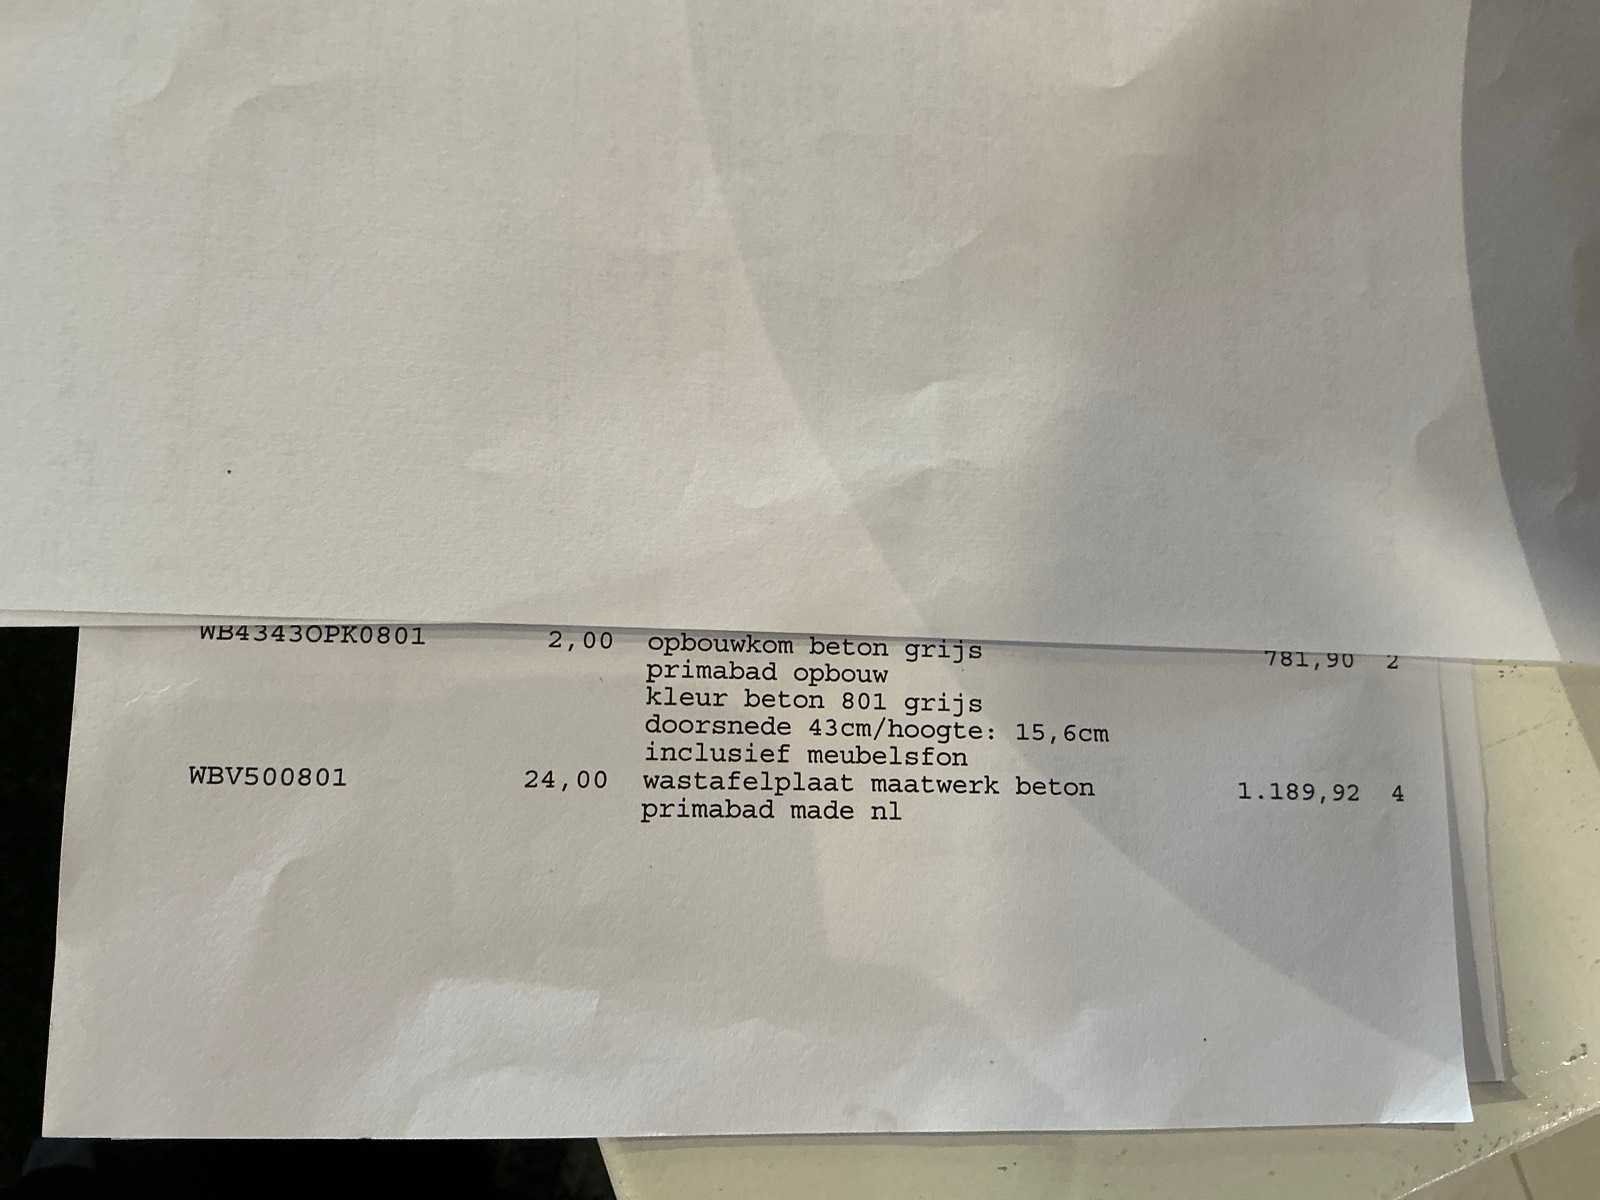 WB4343OPK0801 2,00 opbouwkom beton grijs 781,90 2
primabad opbouw
kleur beton 801 grijs
doorsnede 43cm/hoogte: 15,6cm
inclusief meubelsfon
WBV500801 24,00 wastafelplaat maatwerk beton 1.189,92 4
primabad made nl